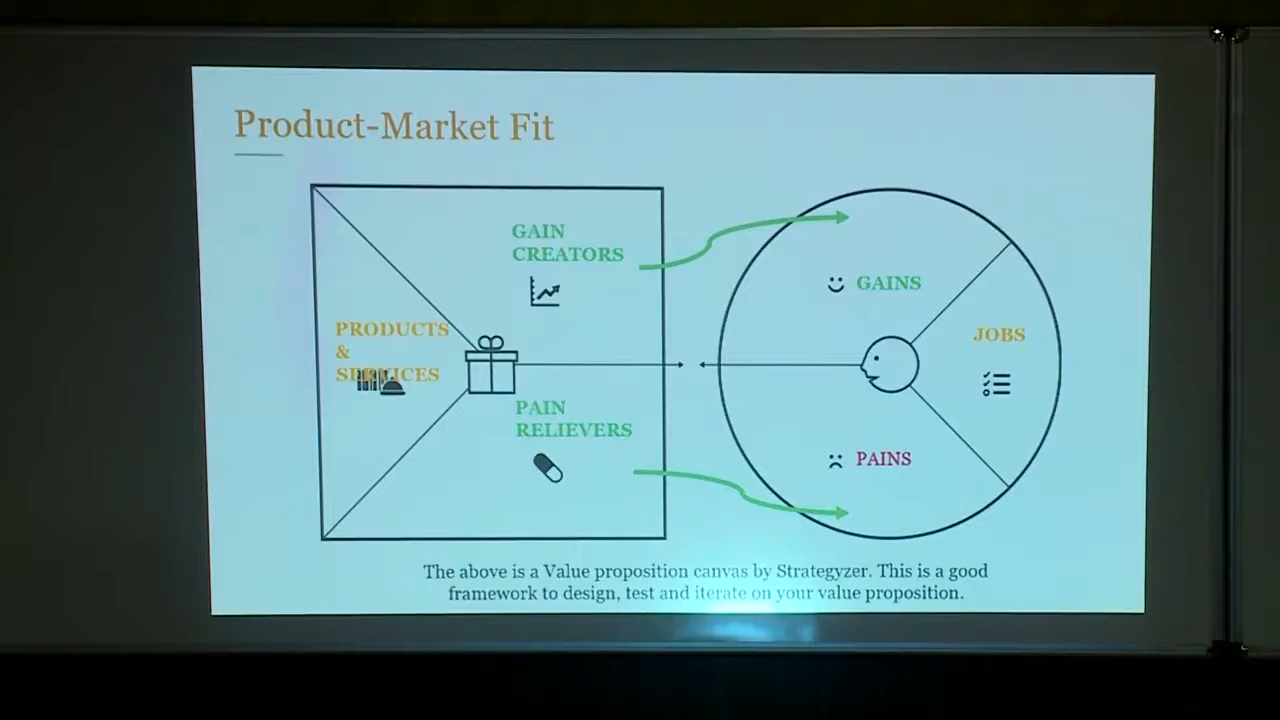 Product-Market Fit
GAIN
CREATORS
PRODUCTS
&
SERVICES
PAIN
RELIEVERS
GAINS
JOBS
PAINS
The above is a Value proposition canvas by Strategyzer. This is a good
framework to design, test and iterate on your value proposition.